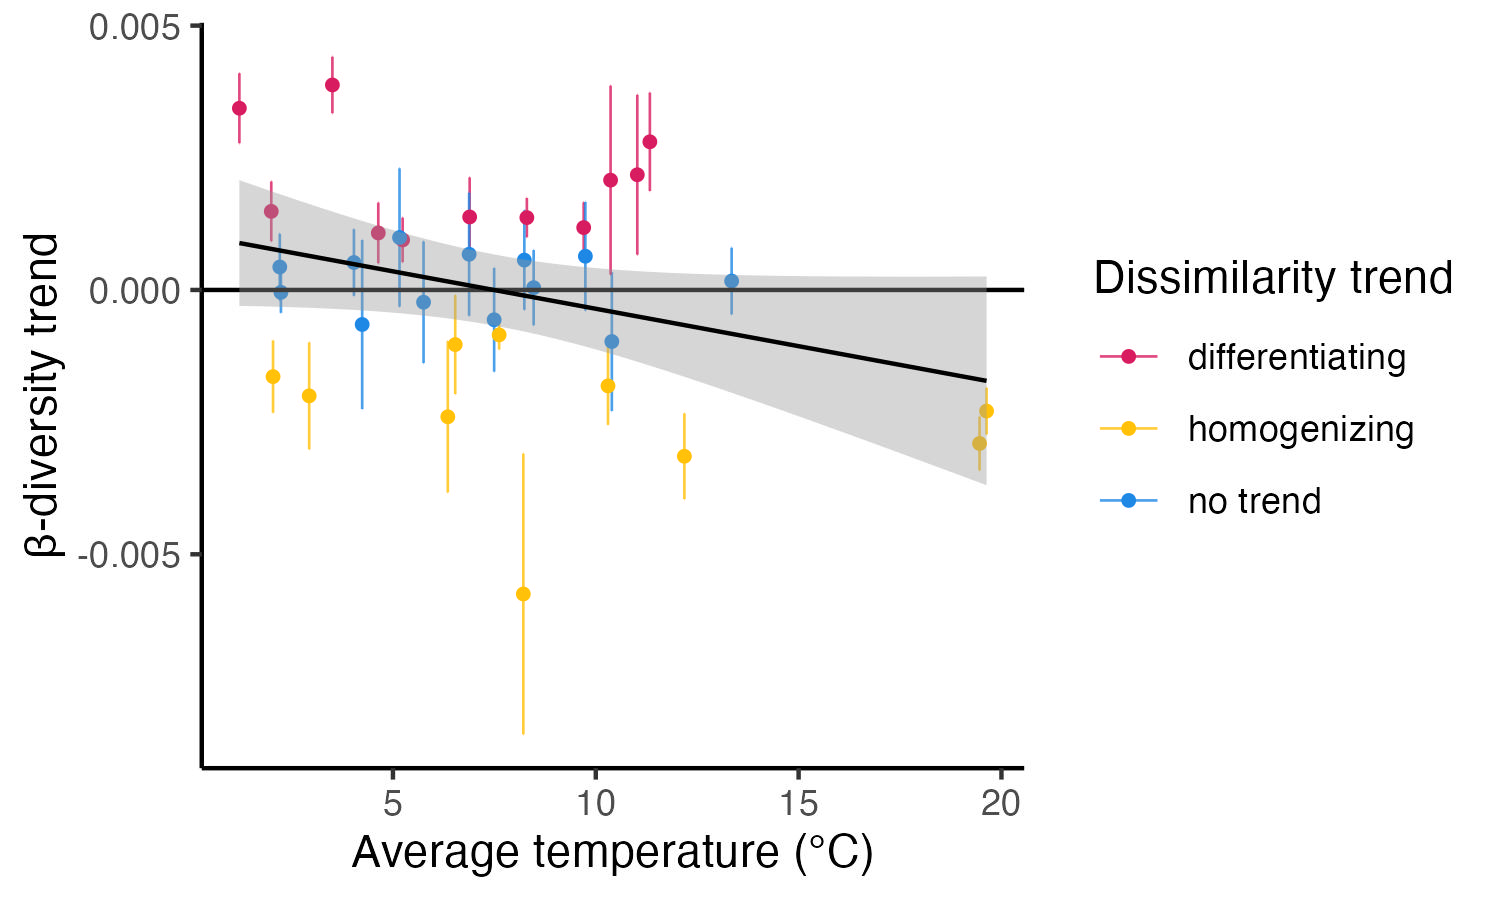 0.005
0.000
-0.005
β-diversity trend
5
10
15
20
Average temperature (°C)
Dissimilarity trend
differentiating
homogenizing
no trend